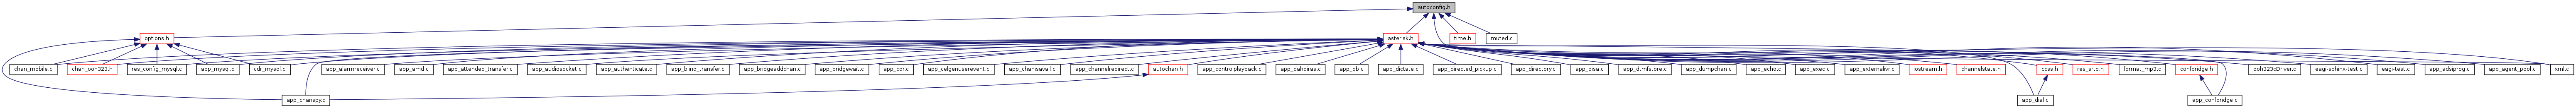 autoconfig.h
options.h
asterisk.h
time.h
muted.c
chan_mobile.c
chan_ooh323.h
res_config_mysql.c
app_mysql.c
cdr_mysql.c
app_alarmreceiver.c
app_amd.c
app_attended_transfer.c
app_audiosocket.c
app_authenticate.c
app_blind_transfer.c
app_bridgeaddchan.c
app_bridgewait.c
app_cdr.c
app_celgenuserevent.c
app_chanisavail.c
app_channelredirect.c
autochan.h
app_controlplayback.c
app_dahdiras.c
app_db.c
app_dictate.c
app_directed_pickup.c
app_directory.c
app_disa.c
app_dtmfstore.c
app_dumpchan.c
app_echo.c
app_exec.c
app_externalivr.c
iostream.h
channelstate.h
ccss.h
res_srtp.h
format_mp3.c
confbridge.h
ooh323cDriver.c
eagi-sphinx-test.c
eagi-test.c
app_adsiprog.c
app_agent_pool.c
xml.c
app_chanspy.c
app_dial.c
app_confbridge.c